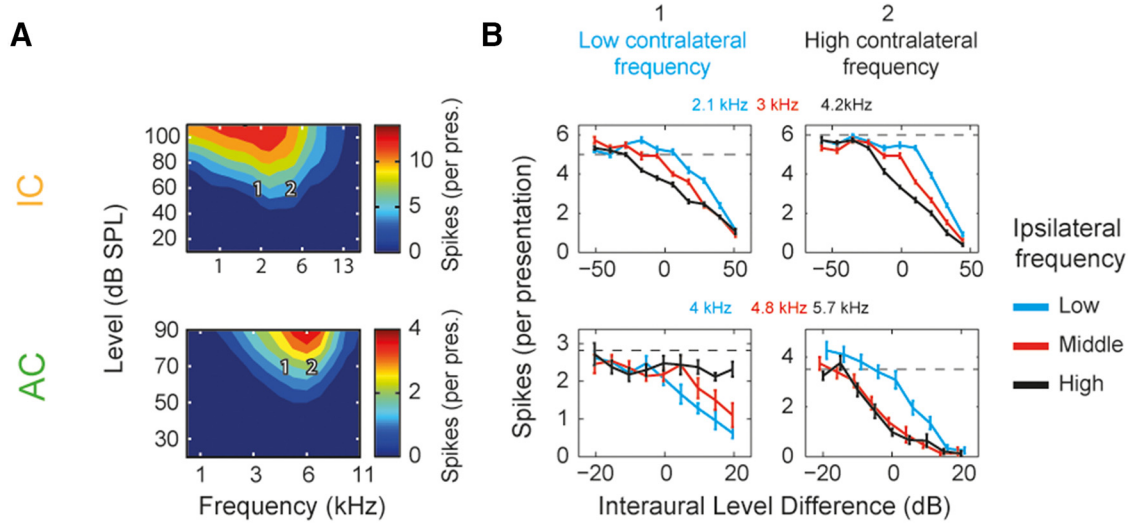 A
B
1
2
Low contralateral
frequency
High contralateral
frequency
2.1 kHz 3 kHz 4.2kHz
IC
AC
Level (dB SPL)
100
80
60
40
20
1 2
1 2 6 13
10
5
0
Spikes (per pres.)
90
70
50
30
1 2
1 3 6 11
4
2
0
Spikes (per pres.)
Frequency (kHz)
Spikes (per presentation)
6
4
2
0
−50 0 50
6
4
2
0
−50 0 50
4 kHz 4.8 kHz 5.7 kHz
3
2
1
0
−20 0 20
4
2
0
−20 0 20
Interaural Level Difference (dB)
Ipsilateral
frequency
Low
Middle
High